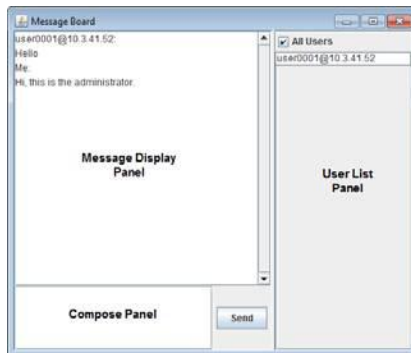 Message Board
user0001@10.3.41.52:
Hello
Me:
Hi, this is the administrator.
Message Display
Panel
All Users
user0001@10.3.41.52
User List
Panel
Compose Panel
Send